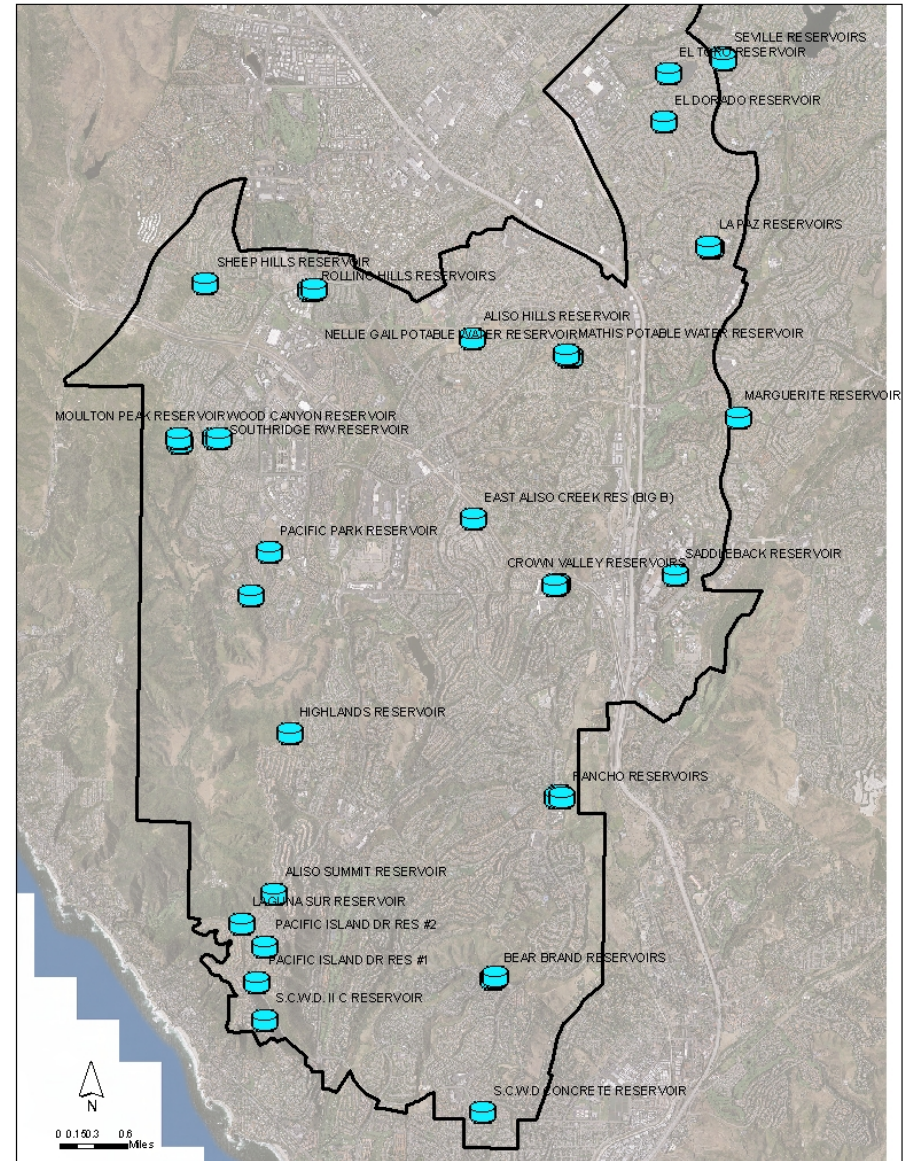 SEVILLE RESERVOIRS
EL TORO RESERVOIR
EL DORADO RESERVOIR
LA PAZ RESERVOIRS
SHEEP HILLS RESERVOIR
ROLLING HILLS RESERVOIRS
ALISO HILLS RESERVOIR
NELLIE GAIL POTABLE WATER RESERVOIR
MATHIS POTABLE WATER RESERVOIR
MARGUERITE RESERVOIR
MOULTON PEAK RESERVOIR
WOOD CANYON RESERVOIR
SOUTHRIDGE RW RESERVOIR
EAST ALISO CREEK RES (BIG B)
PACIFIC PARK RESERVOIR
SADDLEBACK RESERVOIR
CROWN VALLEY RESERVOIRS
HIGHLANDS RESERVOIR
RANCHO RESERVOIRS
ALISO SUMMIT RESERVOIR
LAGUNA SUR RESERVOIR
PACIFIC ISLAND DR RES #2
BEAR BRAND RESERVOIRS
PACIFIC ISLAND DR RES #1
S.C.W.D. II C RESERVOIR
S.C.W.D CONCRETE RESERVOIR
N
0 0.15 0.3 0.6
Miles